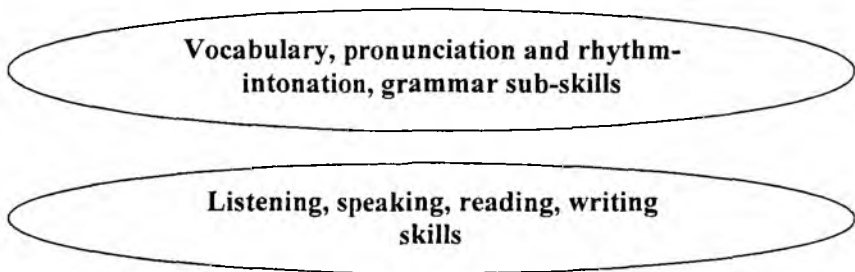 Vocabulary, pronunciation and rhythm-
intonation, grammar sub-skills
Listening, speaking, reading, writing
skills